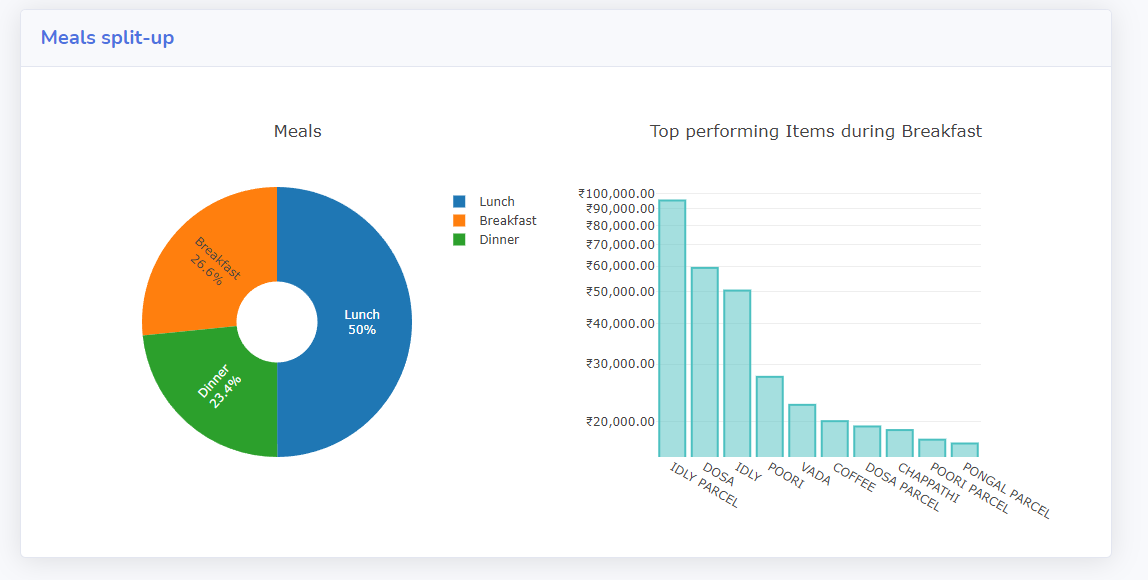 Meals split-up
Meals
Lunch
50%
Breakfast
26.6%
Dinner
23.4%
Lunch
Breakfast
Dinner
Top performing Items during Breakfast
₹100,000.00
₹90,000.00
₹80,000.00
₹70,000.00
₹60,000.00
₹50,000.00
₹40,000.00
₹30,000.00
₹20,000.00
IDLY PARCEL
DOSA
IDLY
POORI
VADA
COFFEE
DOSA PARCEL
CHAPPATHI
POORI PARCEL
PONGAL PARCEL